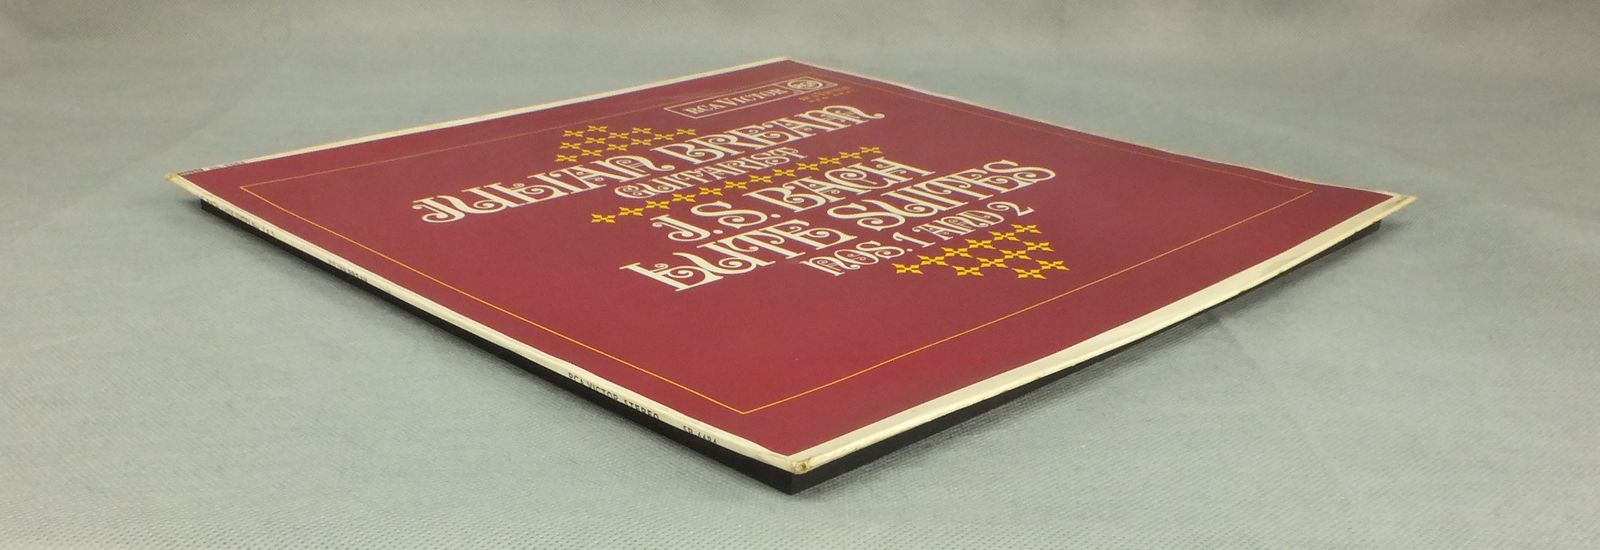 RCA VICTOR
JULIAN BREAM
GUITARIST
J. S. BACH
LUTE SUITES
NOS. 1 AND 2
RCA VICTOR STEREO